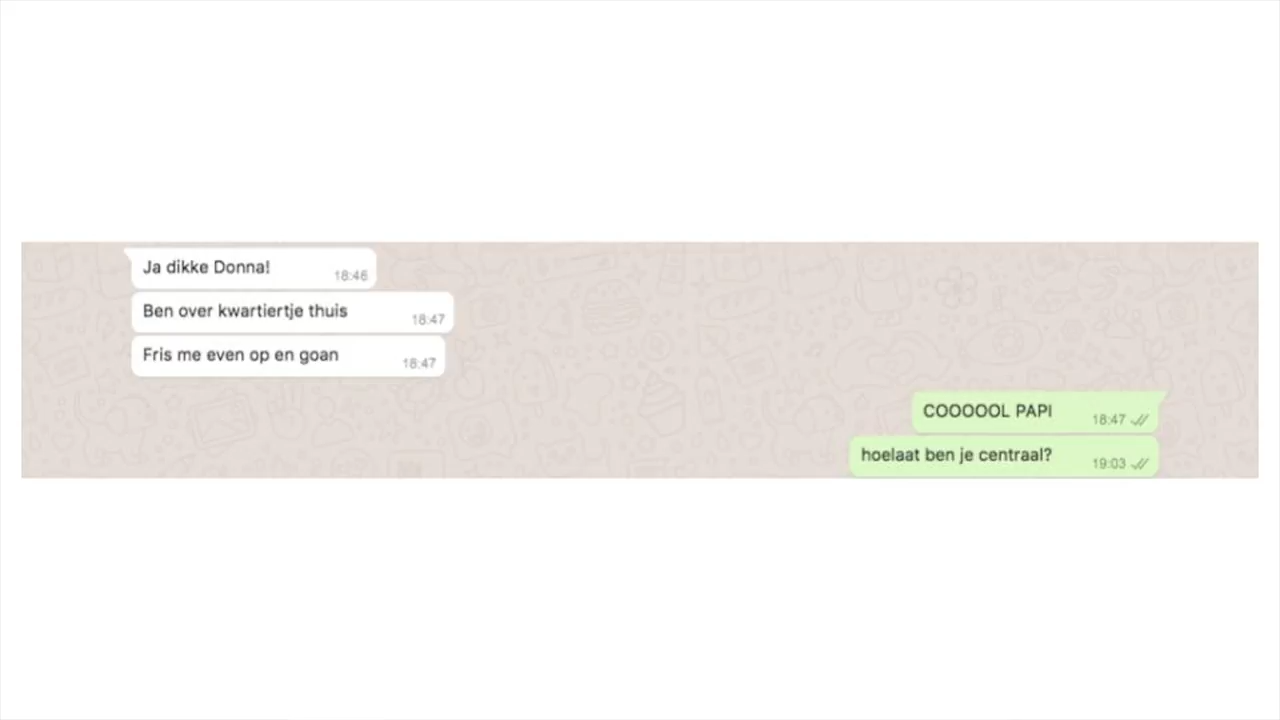 Ja dikke Donna!
18:46
Ben over kwartiertje thuis
18:47
Fris me even op en goan
18:47
COOOOOL PAPI
18:47
hoelaat ben je centraal?
19:03